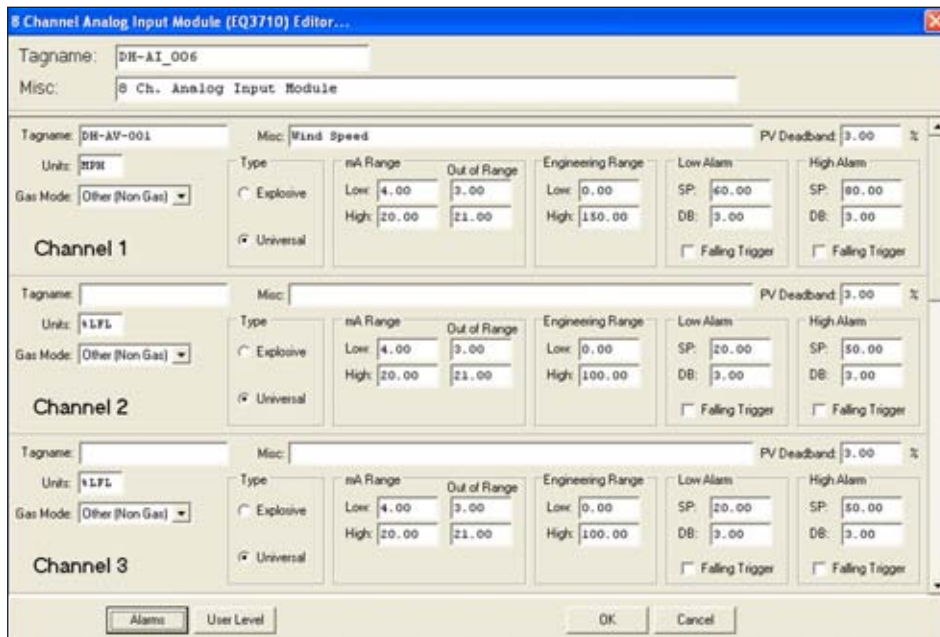 8 Channel Analog Input Module (EQ3710) Editor...
Tagname: DH-AI_006
Misc: 8 Ch. Analog Input Module
Tagname: DH-AV-001 Misc: Wind Speed PV Deadband: 3.00 %
Units: MPH Type mA Range Out of Range Engineering Range Low Alarm High Alarm
Gas Mode: Other (Non Gas) Explosive Low: 4.00 3.00 Low: 0.00 SP: 60.00 SP: 80.00
High: 20.00 21.00 High: 150.00 DB: 3.00 DB: 3.00
Channel 1 Universal Falling Trigger Falling Trigger
Tagname: Misc: PV Deadband: 3.00 %
Units: %LFL Type mA Range Out of Range Engineering Range Low Alarm High Alarm
Gas Mode: Other (Non Gas) Explosive Low: 4.00 3.00 Low: 0.00 SP: 20.00 SP: 50.00
High: 20.00 21.00 High: 100.00 DB: 3.00 DB: 3.00
Channel 2 Universal Falling Trigger Falling Trigger
Tagname: Misc: PV Deadband: 3.00 %
Units: %LFL Type mA Range Out of Range Engineering Range Low Alarm High Alarm
Gas Mode: Other (Non Gas) Explosive Low: 4.00 3.00 Low: 0.00 SP: 20.00 SP: 50.00
High: 20.00 21.00 High: 100.00 DB: 3.00 DB: 3.00
Channel 3 Universal Falling Trigger Falling Trigger
Alarms User Level OK Cancel